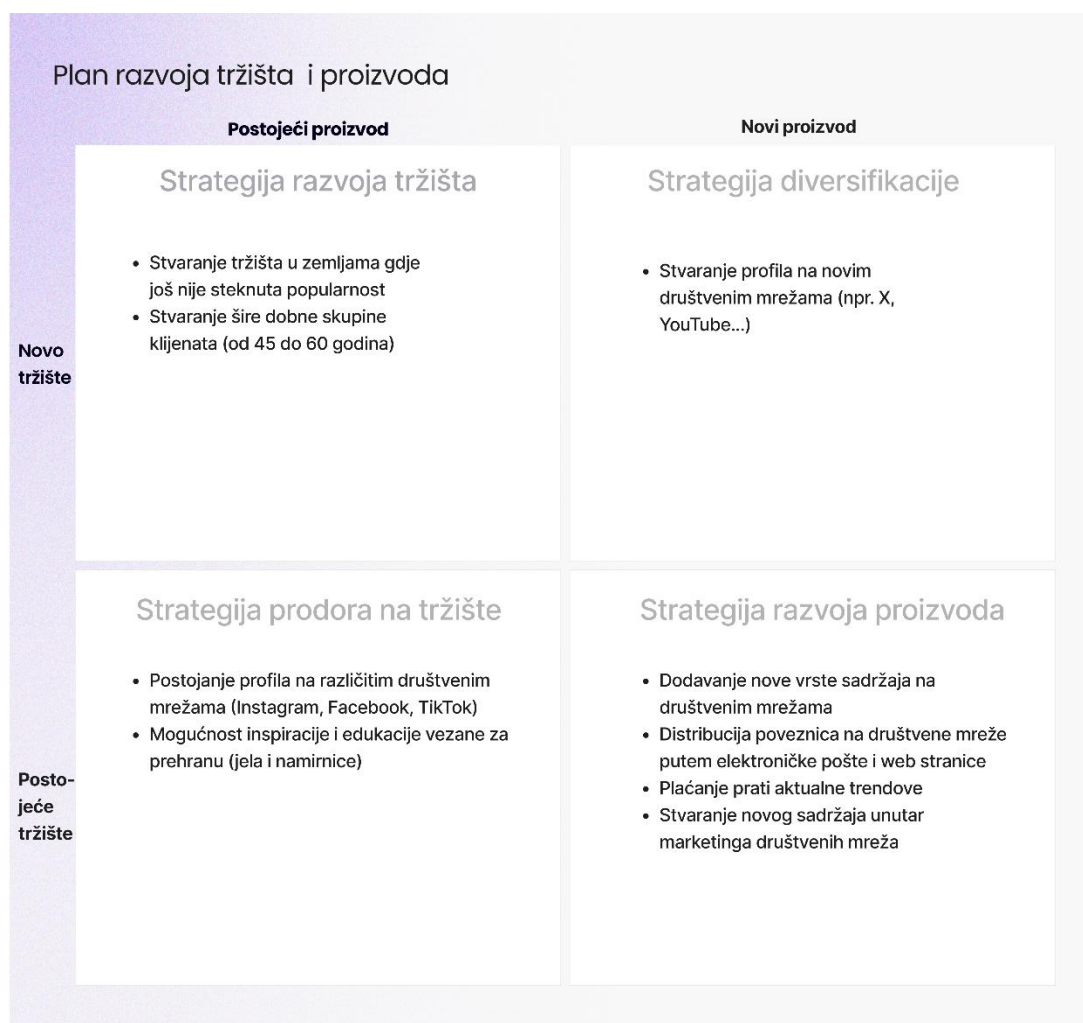 Plan razvoja tržišta i proizvoda
Postojeći proizvod
Novi proizvod
Novo
tržište
Strategija razvoja tržišta
• Stvaranje tržišta u zemljama gdje
još nije steknuta popularnost
• Stvaranje šire dobne skupine
klijenata (od 45 do 60 godina)
Strategija diversifikacije
• Stvaranje profila na novim
društvenim mrežama (npr. X,
YouTube...)
Posto-
jeće
tržište
Strategija prodora na tržište
• Postojanje profila na različitim društvenim
mrežama (Instagram, Facebook, TikTok)
• Mogućnost inspiracije i edukacije vezane za
prehranu (jela i namirnice)
Strategija razvoja proizvoda
• Dodavanje nove vrste sadržaja na
društvenim mrežama
• Distribucija poveznica na društvene mreže
putem elektroničke pošte i web stranice
• Plaćanje prati aktualne trendove
• Stvaranje novog sadržaja unutar
marketinga društvenih mreža